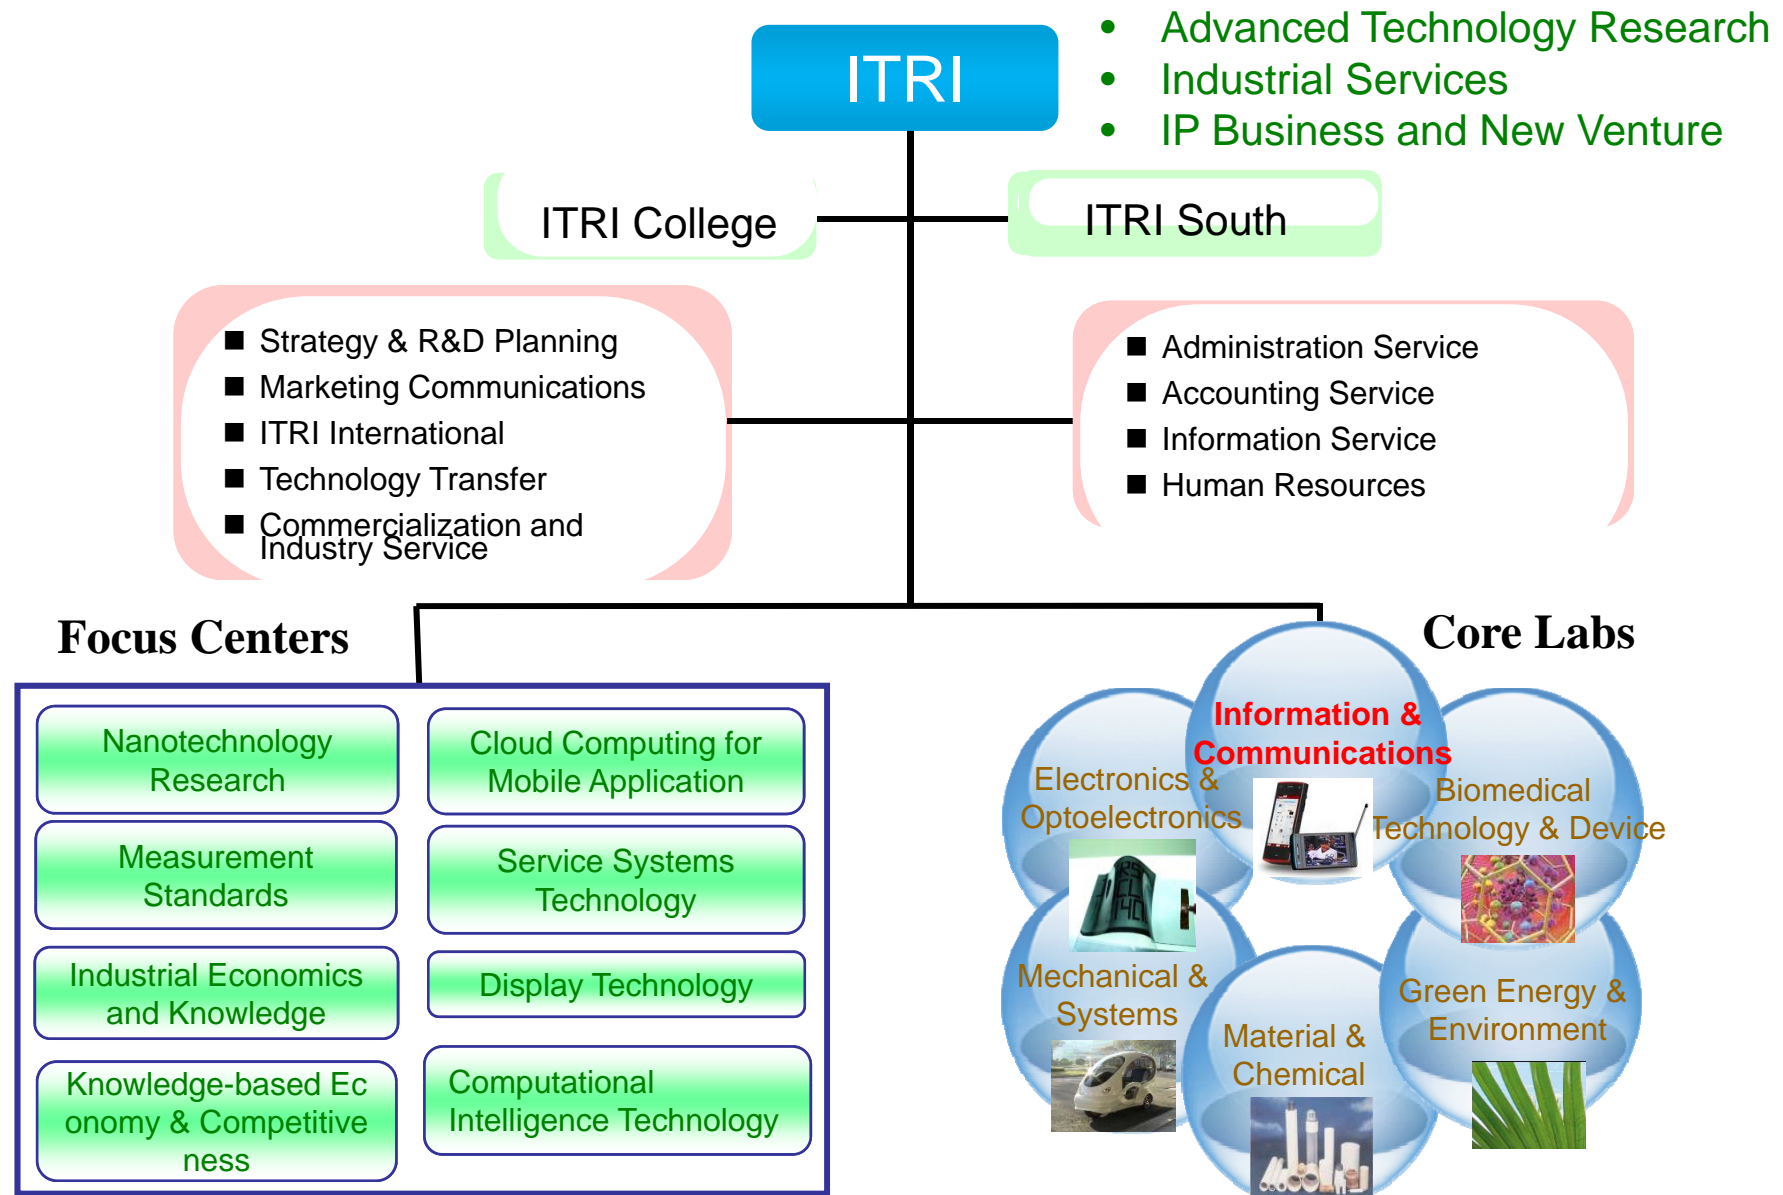 ITRI
• Advanced Technology Research
• Industrial Services
• IP Business and New Venture
ITRI College
ITRI South
■ Strategy & R&D Planning
■ Marketing Communications
■ ITRI International
■ Technology Transfer
■ Commercialization and
Industry Service
■ Administration Service
■ Accounting Service
■ Information Service
■ Human Resources
Focus Centers
Nanotechnology
Research
Cloud Computing for
Mobile Application
Measurement
Standards
Service Systems
Technology
Industrial Economics
and Knowledge
Display Technology
Knowledge-based Ec
onomy & Competitive
ness
Computational
Intelligence Technology
Core Labs
Information &
Communications
Electronics &
Optoelectronics
Biomedical
Technology & Device
Mechanical &
Systems
Green Energy &
Environment
Material &
Chemical